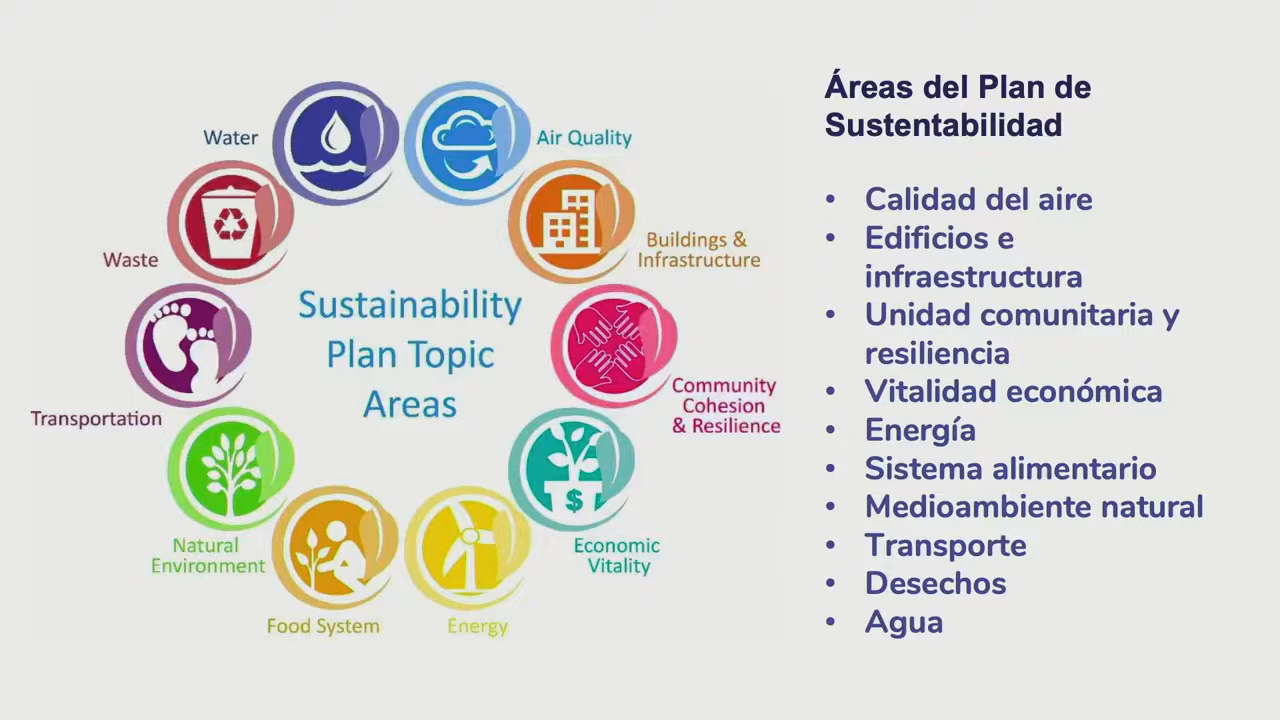 Water
Air Quality
Waste
Buildings &
Infrastructure
Sustainability
Plan Topic
Areas
Transportation
Community
Cohesion
& Resilience
Natural
Environment
$
Economic
Vitality
Food System
Energy
Áreas del Plan de
Sustentabilidad
• Calidad del aire
• Edificios e
infraestructura
• Unidad comunitaria y
resiliencia
• Vitalidad económica
• Energía
• Sistema alimentario
• Medioambiente natural
• Transporte
• Desechos
• Agua